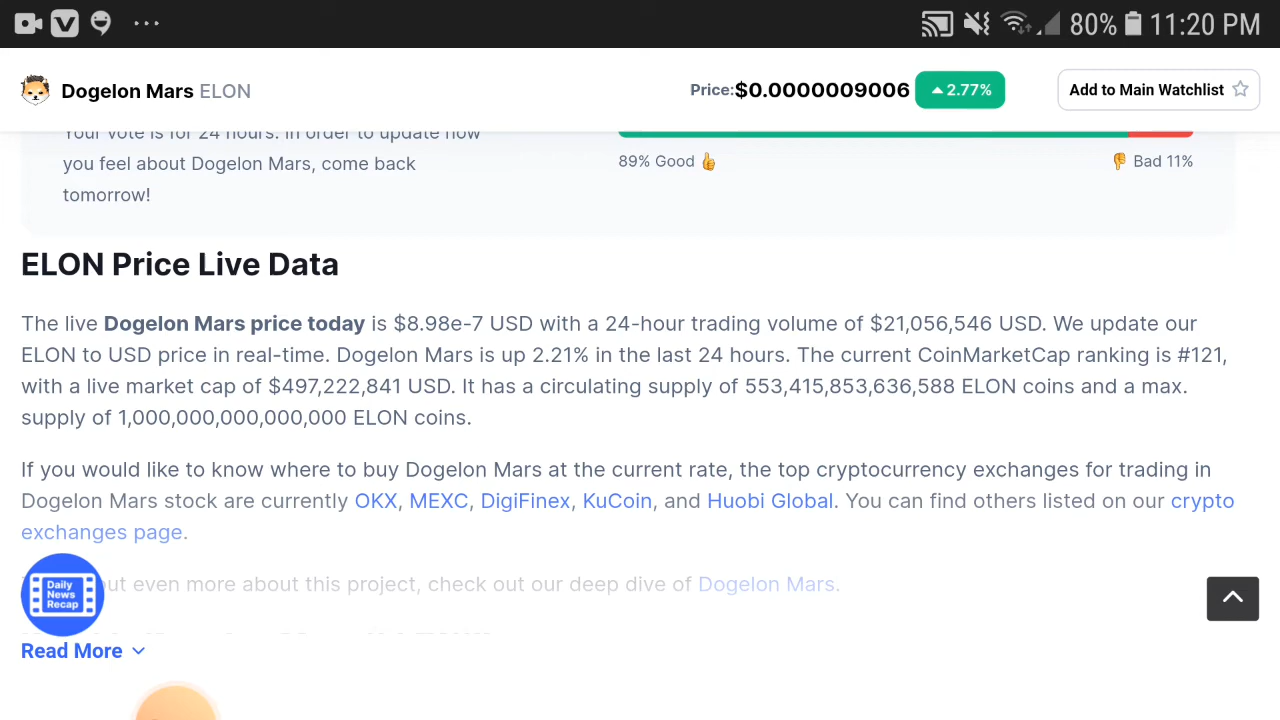 80% 11:20 PM
Dogelon Mars ELON
Price:$0.0000009006 2.77% Add to Main Watchlist
Your vote is for 24 hours. In order to update how
you feel about Dogelon Mars, come back
tomorrow!
89% Good
Bad 11%
ELON Price Live Data
The live Dogelon Mars price today is $8.98e-7 USD with a 24-hour trading volume of $21,056,546 USD. We update our
ELON to USD price in real-time. Dogelon Mars is up 2.21% in the last 24 hours. The current CoinMarketCap ranking is #121,
with a live market cap of $497,222,841 USD. It has a circulating supply of 553,415,853,636,588 ELON coins and a max.
supply of 1,000,000,000,000,000 ELON coins.
If you would like to know where to buy Dogelon Mars at the current rate, the top cryptocurrency exchanges for trading in
Dogelon Mars stock are currently OKX, MEXC, DigiFinex, KuCoin, and Huobi Global. You can find others listed on our crypto
exchanges page.
even more about this project, check out our deep dive of Dogelon Mars.
Daily
News
Recap
Read More